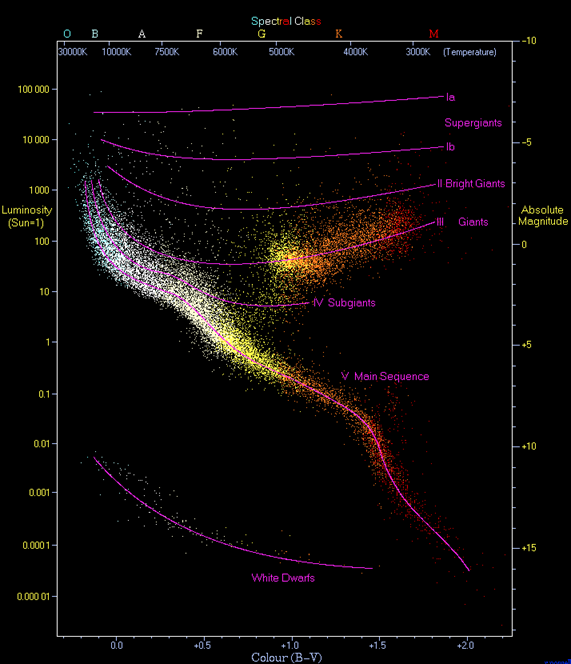 Spectral Class
O B A F G K M
30000K 10000K 7500K 6000K 5000K 4000K 3000K (Temperature)
-10
100 000
Ia
Supergiants
10 000
Ib
-5
1000
II Bright Giants
Luminosity
(Sun=1)
Absolute
Magnitude
III Giants
100
0
10
IV Subgiants
1
+5
V Main Sequence
0.1
0.01
+10
0.001
0.0001
+15
White Dwarfs
0.000 01
0.0 +0.5 +1.0 +1.5 +2.0
Colour (B-V)